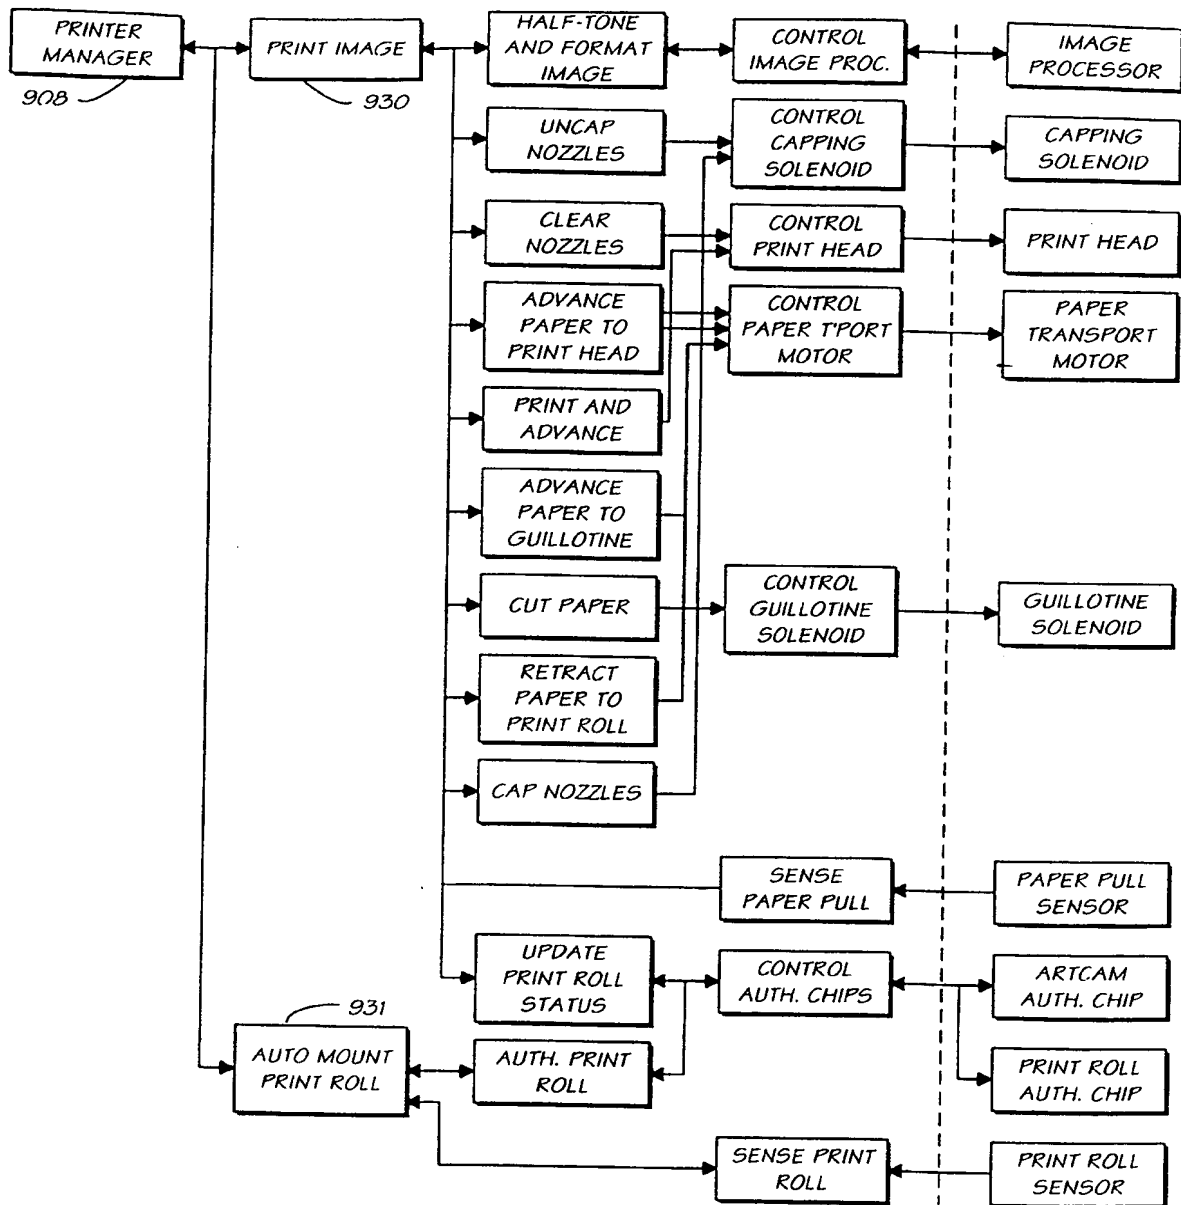 PRINTER
MANAGER
908
PRINT IMAGE
930
HALF-TONE
AND FORMAT
IMAGE
CONTROL
IMAGE PROC.
IMAGE
PROCESSOR
UNCAP
NOZZLES
CONTROL
CAPPING
SOLENOID
CAPPING
SOLENOID
CLEAR
NOZZLES
CONTROL
PRINT HEAD
PRINT HEAD
ADVANCE
PAPER TO
PRINT HEAD
CONTROL
PAPER T'PORT
MOTOR
PAPER
TRANSPORT
MOTOR
PRINT AND
ADVANCE
ADVANCE
PAPER TO
GUILLOTINE
CUT PAPER
CONTROL
GUILLOTINE
SOLENOID
GUILLOTINE
SOLENOID
RETRACT
PAPER TO
PRINT ROLL
CAP NOZZLES
SENSE
PAPER PULL
PAPER PULL
SENSOR
UPDATE
PRINT ROLL
STATUS
CONTROL
AUTH. CHIPS
ARTCAM
AUTH. CHIP
931
AUTO MOUNT
PRINT ROLL
AUTH. PRINT
ROLL
PRINT ROLL
AUTH. CHIP
SENSE PRINT
ROLL
PRINT ROLL
SENSOR